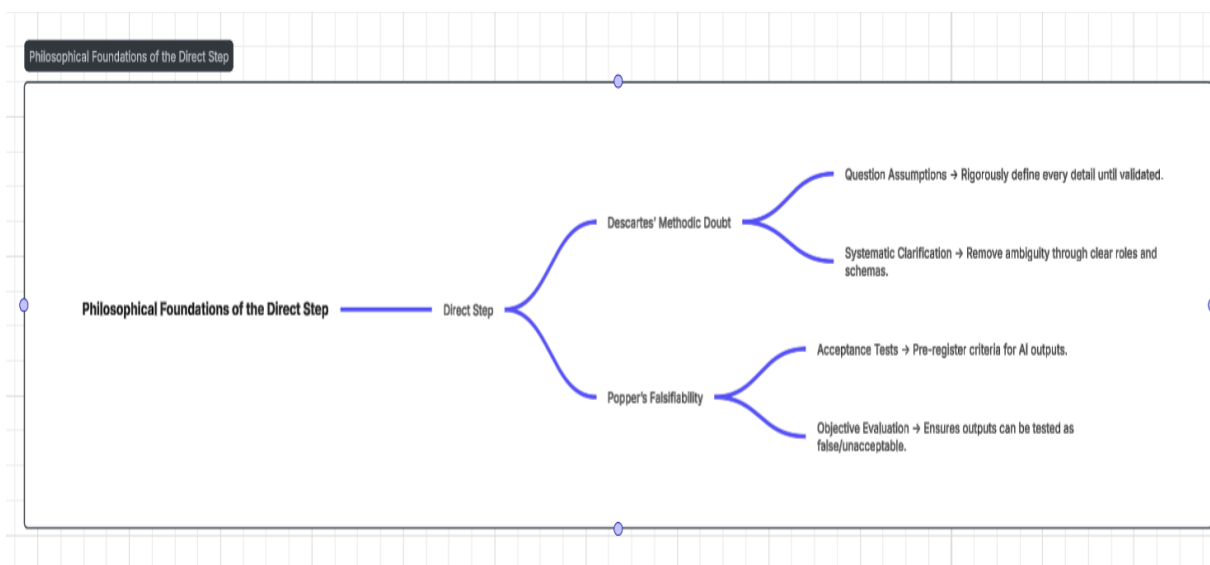 Philosophical Foundations of the Direct Step
Question Assumptions → Rigorously define every detail until validated.
Descartes' Methodic Doubt
Systematic Clarification → Remove ambiguity through clear roles and
schemas.
Philosophical Foundations of the Direct Step
Direct Step
Acceptance Tests → Pre-register criteria for AI outputs.
Popper's Falsifiability
Objective Evaluation → Ensures outputs can be tested as
false/unacceptable.